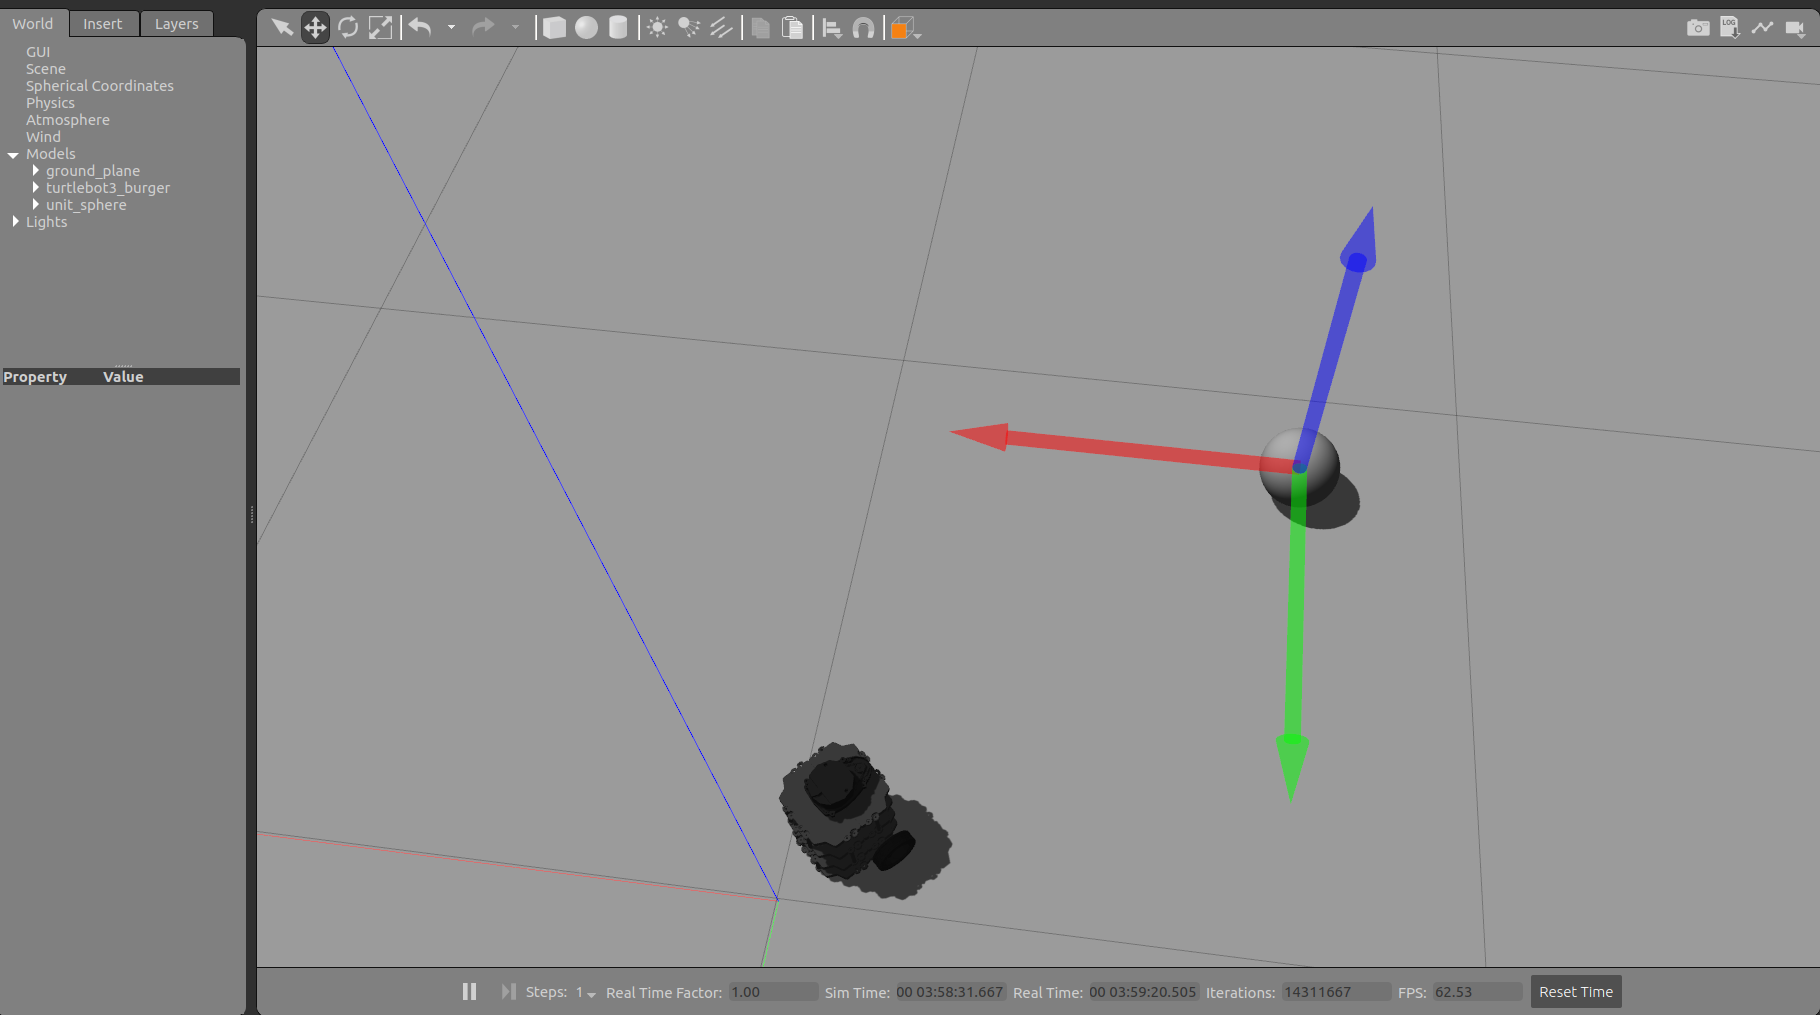 World Insert Layers
GUI
Scene
Spherical Coordinates
Physics
Atmosphere
Wind
Models
ground_plane
turtlebot3_burger
unit_sphere
Lights
Property Value
LOG
Steps: 1 Real Time Factor: 1.00 Sim Time: 00 03:58:31.667 Real Time: 00 03:59:20.505 Iterations: 14311667 FPS: 62.53 Reset Time